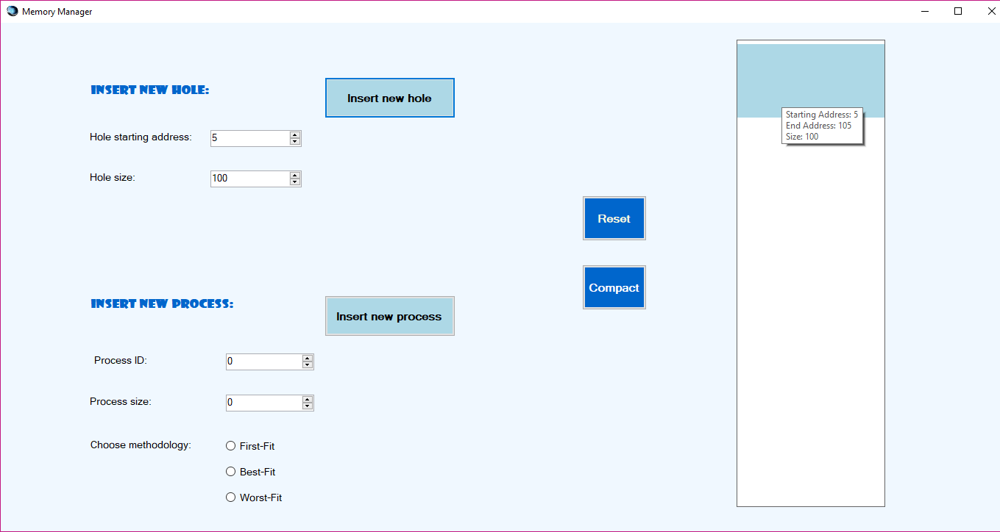 Memory Manager
INSERT NEW HOLE:
Insert new hole
Hole starting address:
5
Hole size:
100
Reset
Compact
INSERT NEW PROCESS:
Insert new process
Process ID:
0
Process size:
0
Choose methodology:
First-Fit
Best-Fit
Worst-Fit
Starting Address: 5
End Address: 105
Size: 100